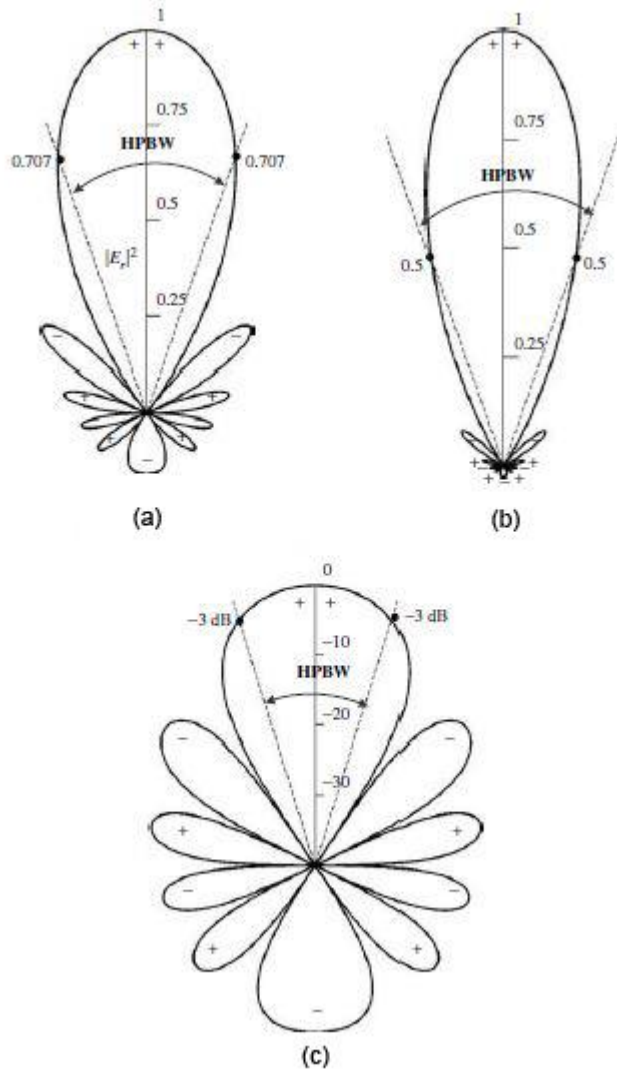 1
+ +
0.75
HPBW
0.707 0.707
0.5
|Er|²
0.25
− −
+ +
+ +
−
(a)
1
+ +
0.75
HPBW
0.5
0.5 0.5
0.25
+ − + − +
+ − +
(b)
0
+ +
−3 dB −3 dB
−10
HPBW
−20
− −
−30
+ +
− −
+ +
−
(c)